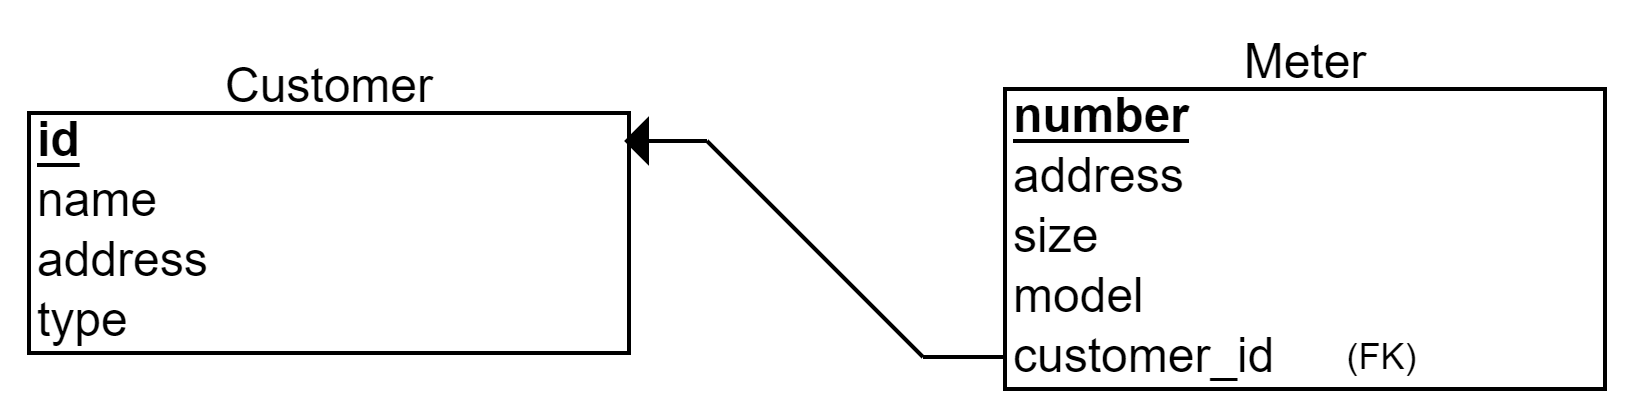 Customer
id
name
address
type
Meter
number
address
size
model
customer_id (FK)